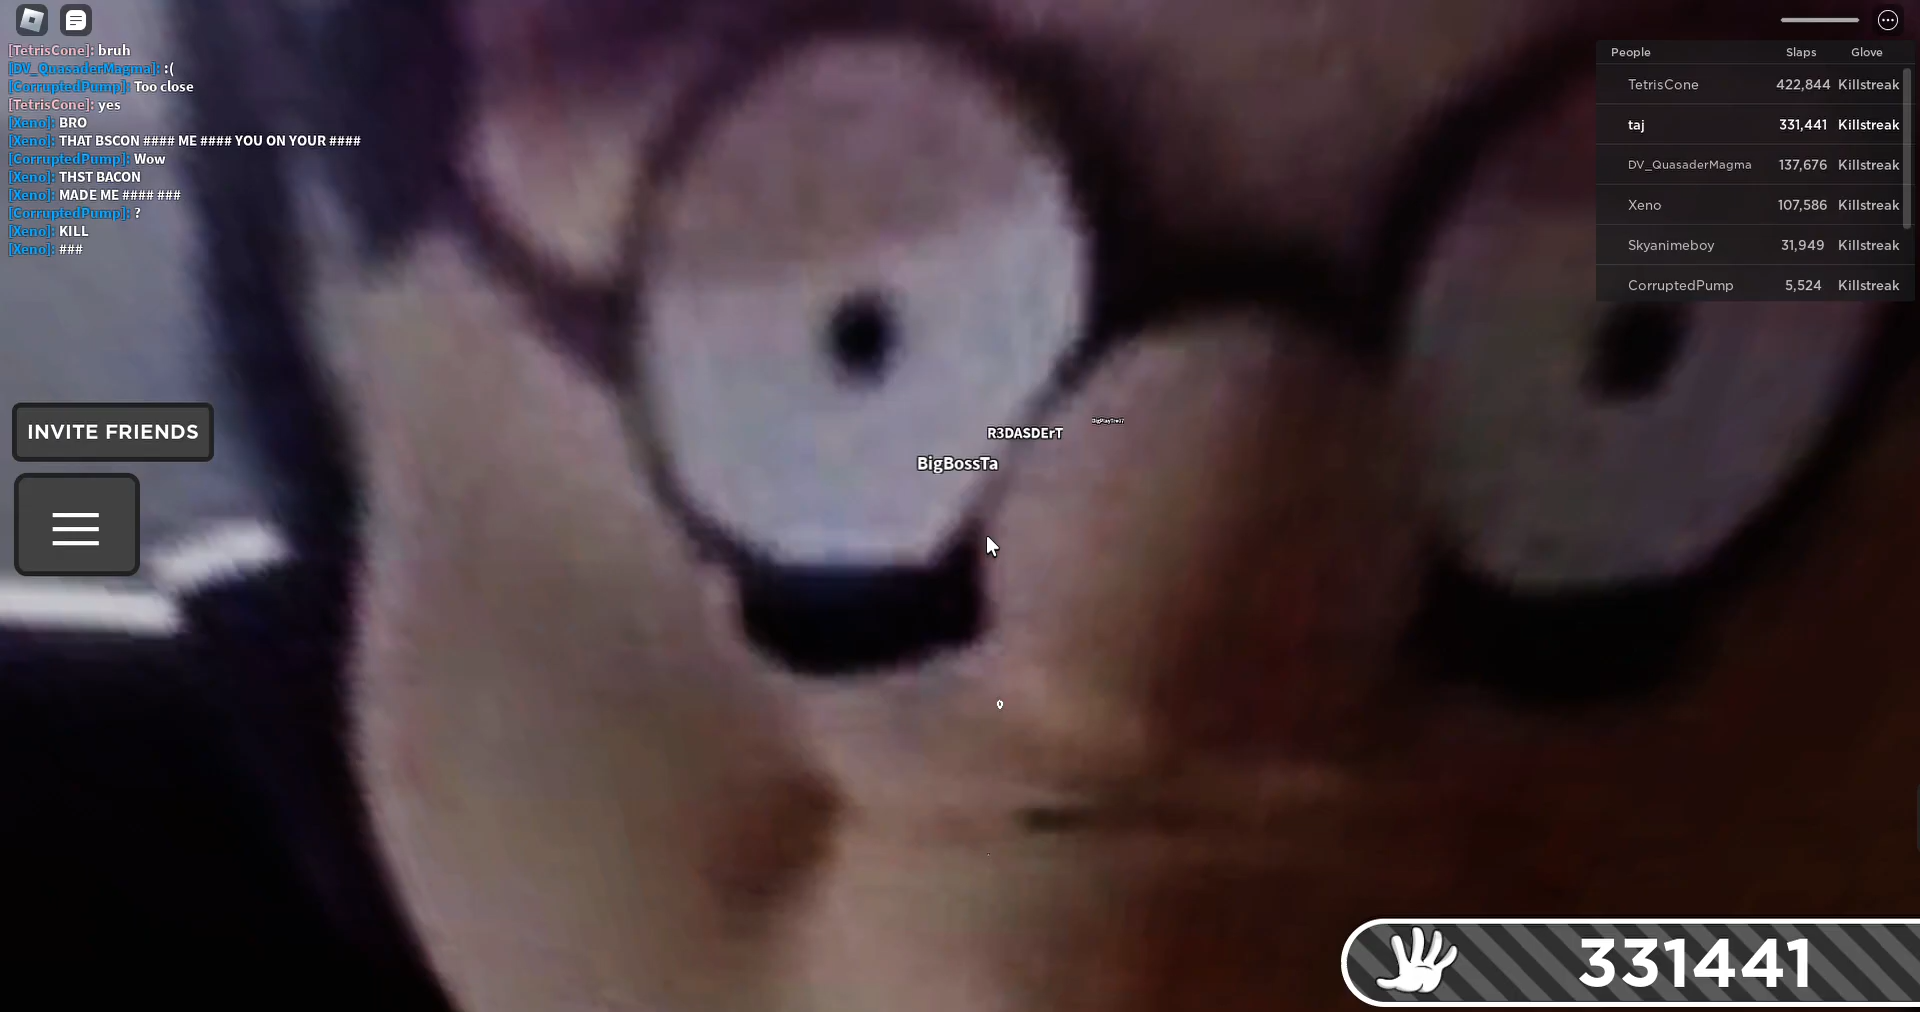 [TetrisCone]: bruh
[DV_QuasaderMagma]: :(
[CorruptedPump]: Too close
[TetrisCone]: yes
[Xeno]: BRO
[Xeno]: THAT BSCON #### ME #### YOU ON YOUR ####
[CorruptedPump]: Wow
[Xeno]: THST BACON
[Xeno]: MADE ME #### ###
[CorruptedPump]: ?
[Xeno]: KILL
[Xeno]: ###
People Slaps Glove
TetrisCone 422,844 Killstreak
taj 331,441 Killstreak
DV_QuasaderMagma 137,676 Killstreak
Xeno 107,586 Killstreak
Skyanimeboy 31,949 Killstreak
CorruptedPump 5,524 Killstreak
INVITE FRIENDS
R3DASDErT
BigBossTa
331441